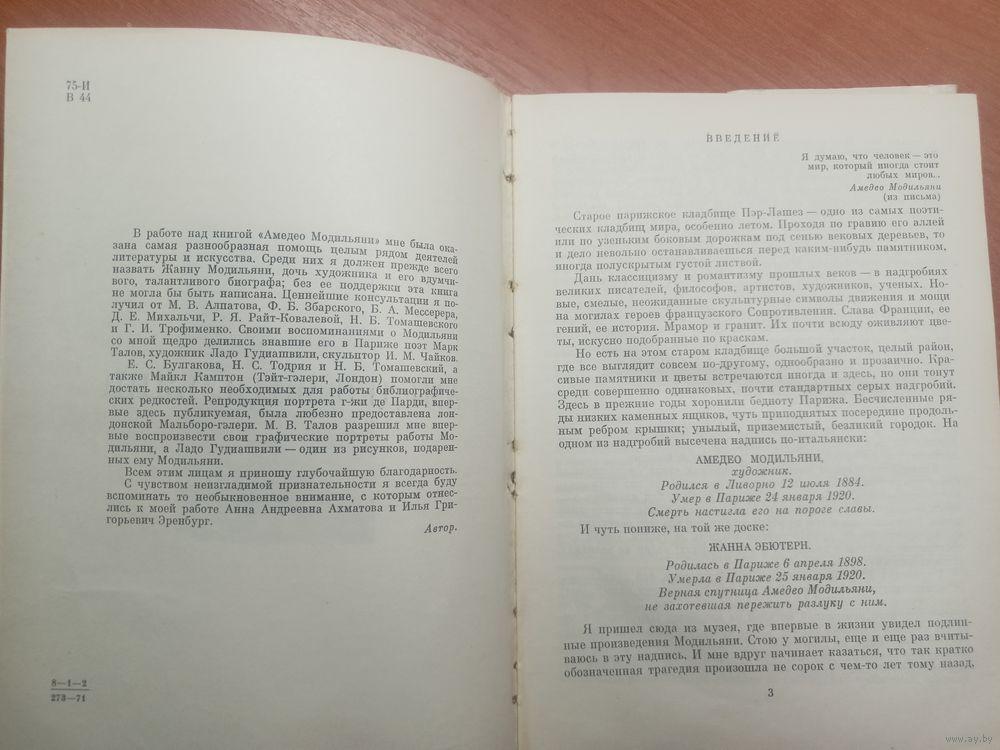 75-И
В 44
В работе над книгой «Амедео Модильяни» мне была ока-
зана самая разнообразная помощь целым рядом деятелей
литературы и искусства. Среди них я должен прежде всего
назвать Жанну Модильяни, дочь художника и его вдумчи-
вого, талантливого биографа; без ее поддержки эта книга
не могла бы быть написана. Ценнейшие консультации я по-
лучил от М. В. Алпатова, Ф. Б. Збарского, Б. А. Мессерера,
Д. Е. Михальчи, Р. Я. Райт-Ковалевой, Н. Б. Томашевского
и Г. И. Трофименко. Своими воспоминаниями о Модильяни
со мной щедро делились знавшие его в Париже поэт Марк
Талов, художник Ладо Гудиашвили, скульптор И. М. Чайков.
Е. С. Булгакова, Н. С. Тодрия и Н. Б. Томашевский, а
также Майкл Камптон (Тэйт-гэлери, Лондон) помогли мне
достать несколько необходимых для работы библиографиче-
ских редкостей. Репродукция портрета г-жи де Парди, впер-
вые здесь публикуемая, была любезно предоставлена лон-
донской Мальборо-гэлери. М. В. Талов разрешил мне впер-
вые воспроизвести свои графические портреты работы Мо-
дильяни, а Ладо Гудиашвили — один из рисунков, подарен-
ных ему Модильяни.
Всем этим лицам я приношу глубочайшую благодарность.
С чувством неизгладимой признательности я всегда буду
вспоминать то необыкновенное внимание, с которым отнес-
лись к моей работе Анна Андреевна Ахматова и Илья Гри-
горьевич Эренбург.
Автор.
8—1—2
273—71
ВВЕДЕНИЕ
Я думаю, что человек — это
мир, который иногда стоит
любых миров..
Амедео Модильяни
(из письма)
Старое парижское кладбище Пэр-Лашез — одно из самых поэти-
ческих кладбищ мира, особенно летом. Проходя по гравию его аллей
или по узеньким боковым дорожкам под сенью вековых деревьев, то
и дело невольно останавливаешься перед каким-нибудь памятником,
иногда полускрытым густой листвой.
Дань классицизму и романтизму прошлых веков — в надгробиях
великих писателей, философов, артистов, художников, ученых. Но-
вые, смелые, неожиданные скульптурные символы движения и мощи
на могилах героев французского Сопротивления. Слава Франции, ее
гений, ее история. Мрамор и гранит. Их почти всюду оживляют цве-
ты, искусно подобранные по краскам.
Но есть на этом старом кладбище большой участок, целый район,
где все выглядит совсем по-другому, однообразно и прозаично. Кра-
сивые памятники и цветы встречаются иногда и здесь, но они тонут
среди совершенно одинаковых, почти стандартных серых надгробий.
Здесь в прежние годы хоронили бедноту Парижа. Бесчисленные ря-
ды низких каменных ящиков, чуть приподнятых посередине продоль-
ным ребром крышки; унылый, приземистый, безликий городок. На
одном из надгробий высечена надпись по-итальянски:
АМЕДЕО МОДИЛЬЯНИ,
художник.
Родился в Ливорно 12 июля 1884.
Умер в Париже 24 января 1920.
Смерть настигла его на пороге славы.
И чуть пониже, на той же доске:
ЖАННА ЭБЮТЕРН.
Родилась в Париже 6 апреля 1898.
Умерла в Париже 25 января 1920.
Верная спутница Амедео Модильяни,
не захотевшая пережить разлуку с ним.
Я пришел сюда из музея, где впервые в жизни увидел подлин-
ные произведения Модильяни. Стою у могилы, еще и еще раз вчиты-
ваюсь в эту надпись. И мне вдруг начинает казаться, что так кратко
обозначенная трагедия произошла не сорок с чем-то лет тому назад,
3
www.ay.by